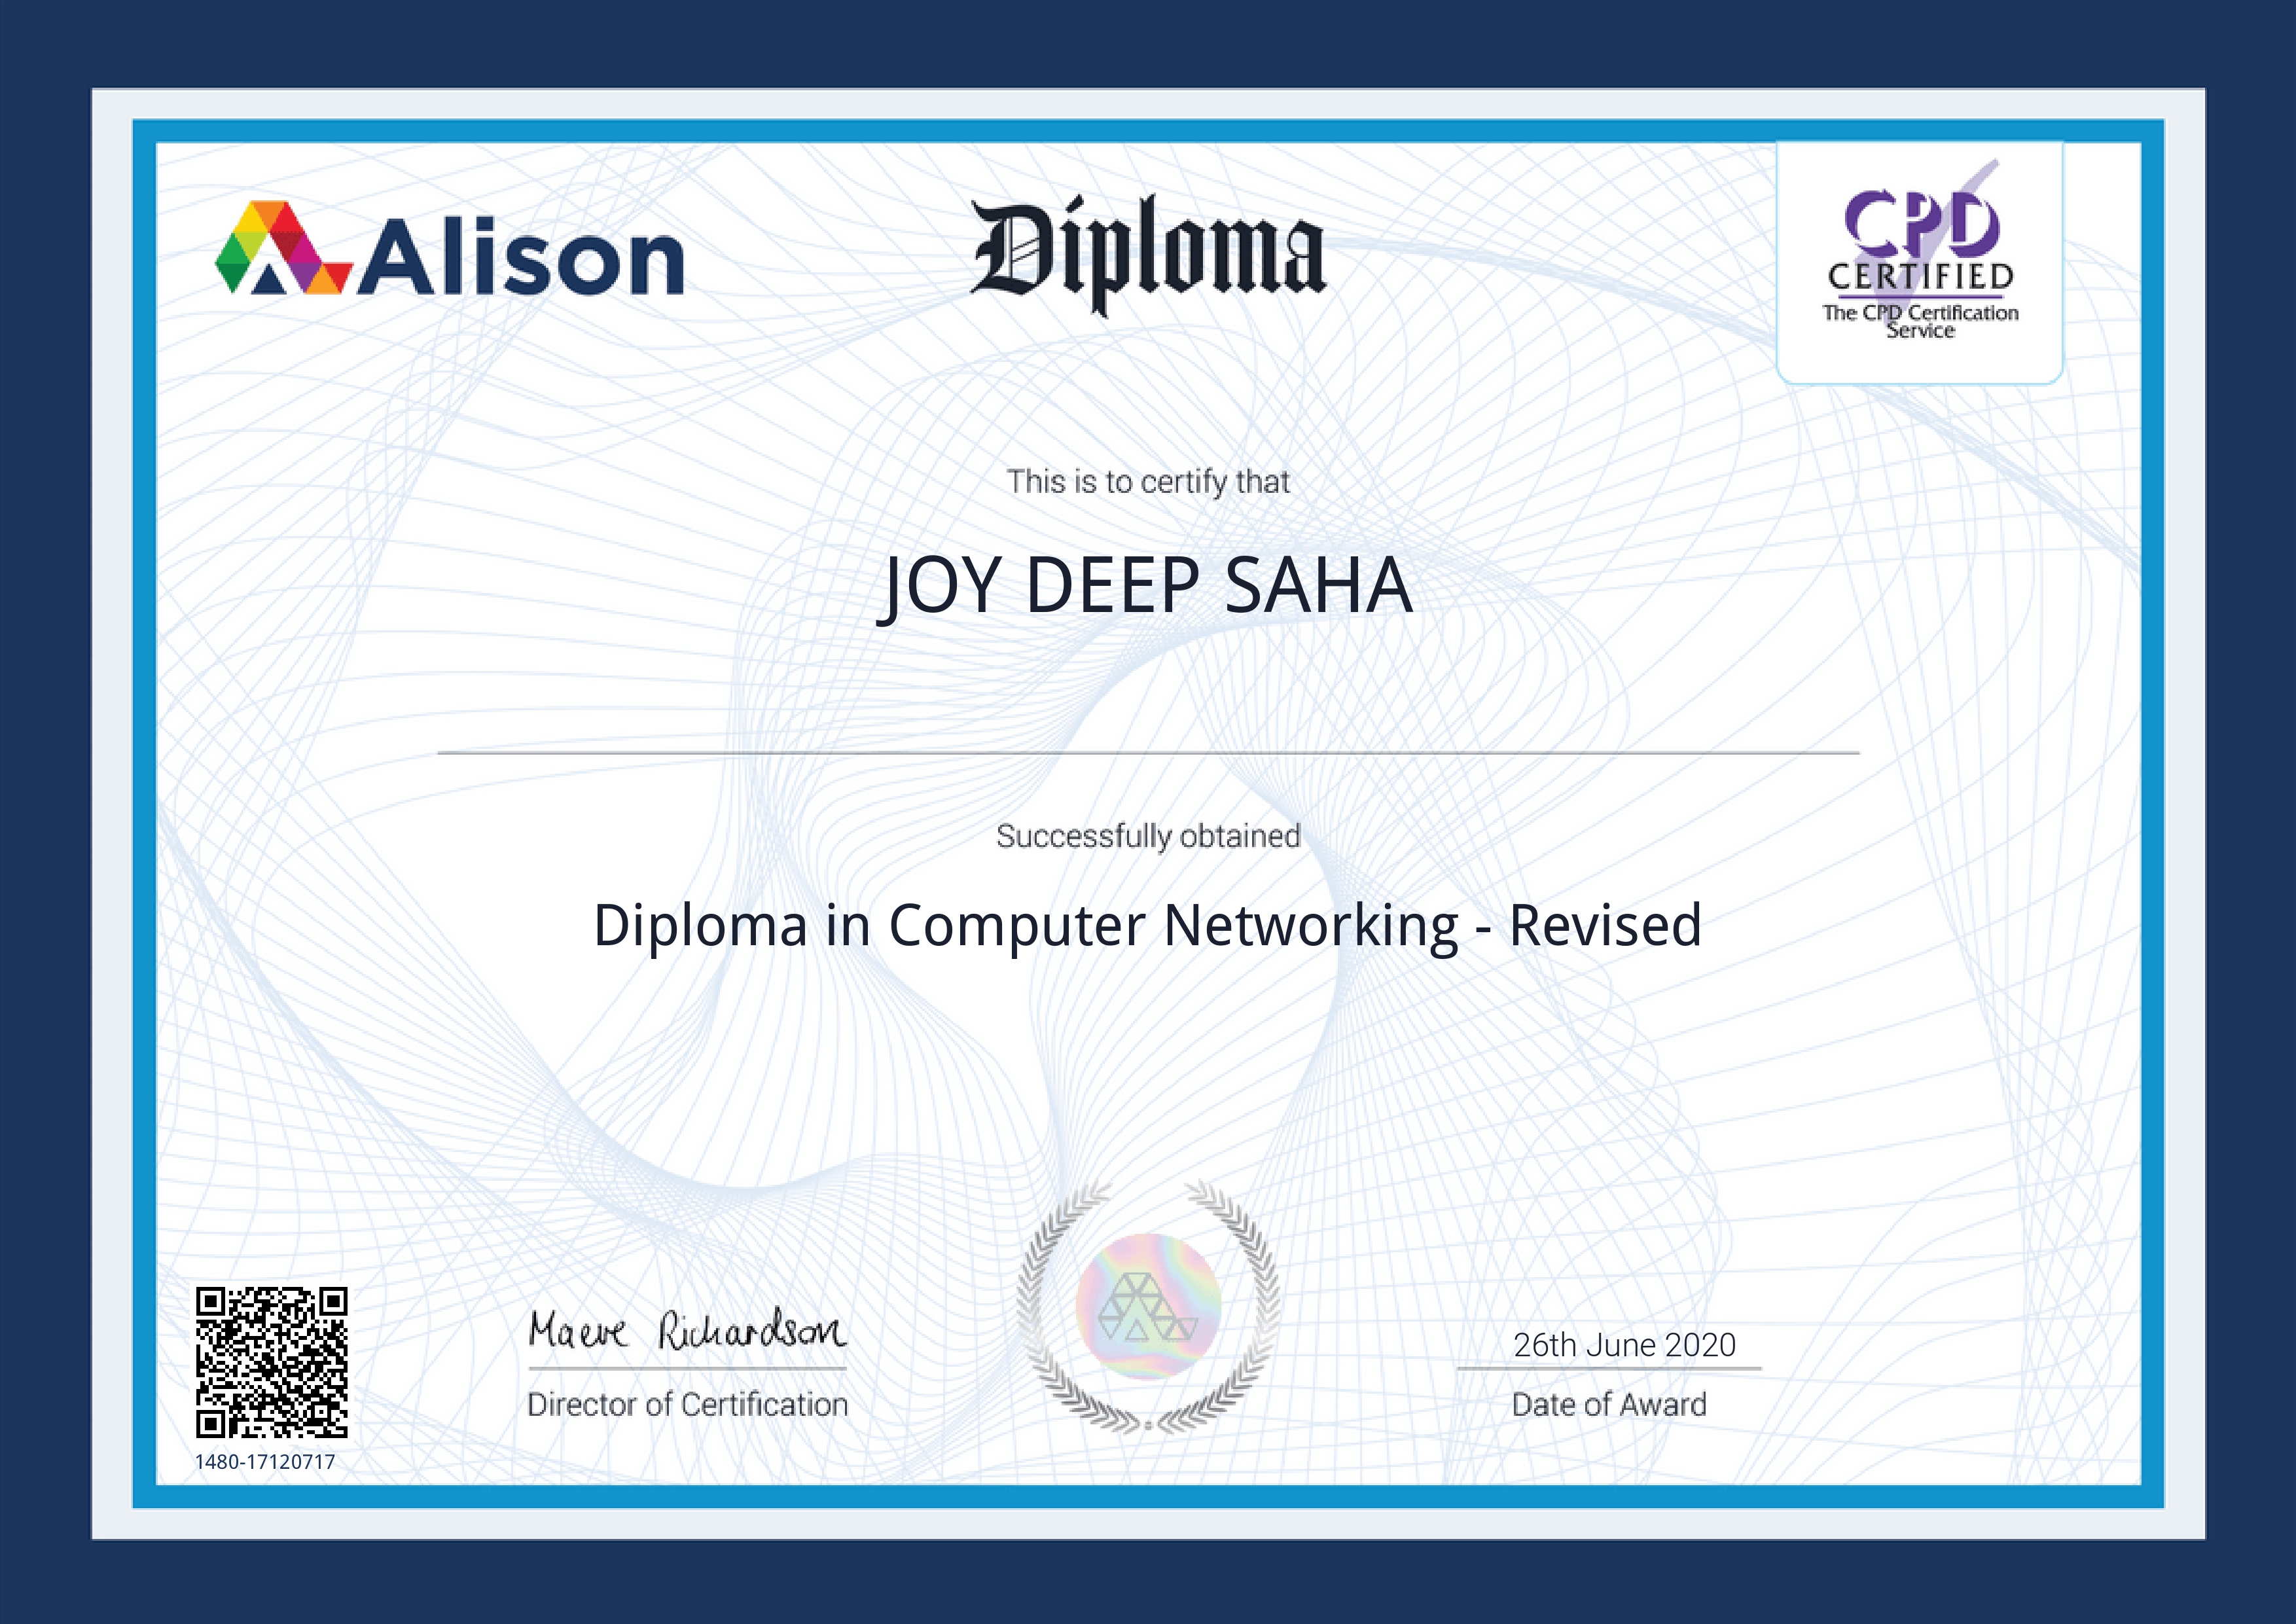 Alison
Diploma
CPD
CERTIFIED
The CPD Certification
Service
This is to certify that
JOY DEEP SAHA
Successfully obtained
Diploma in Computer Networking - Revised
Maeve Richardson
Director of Certification
26th June 2020
Date of Award
1480-17120717